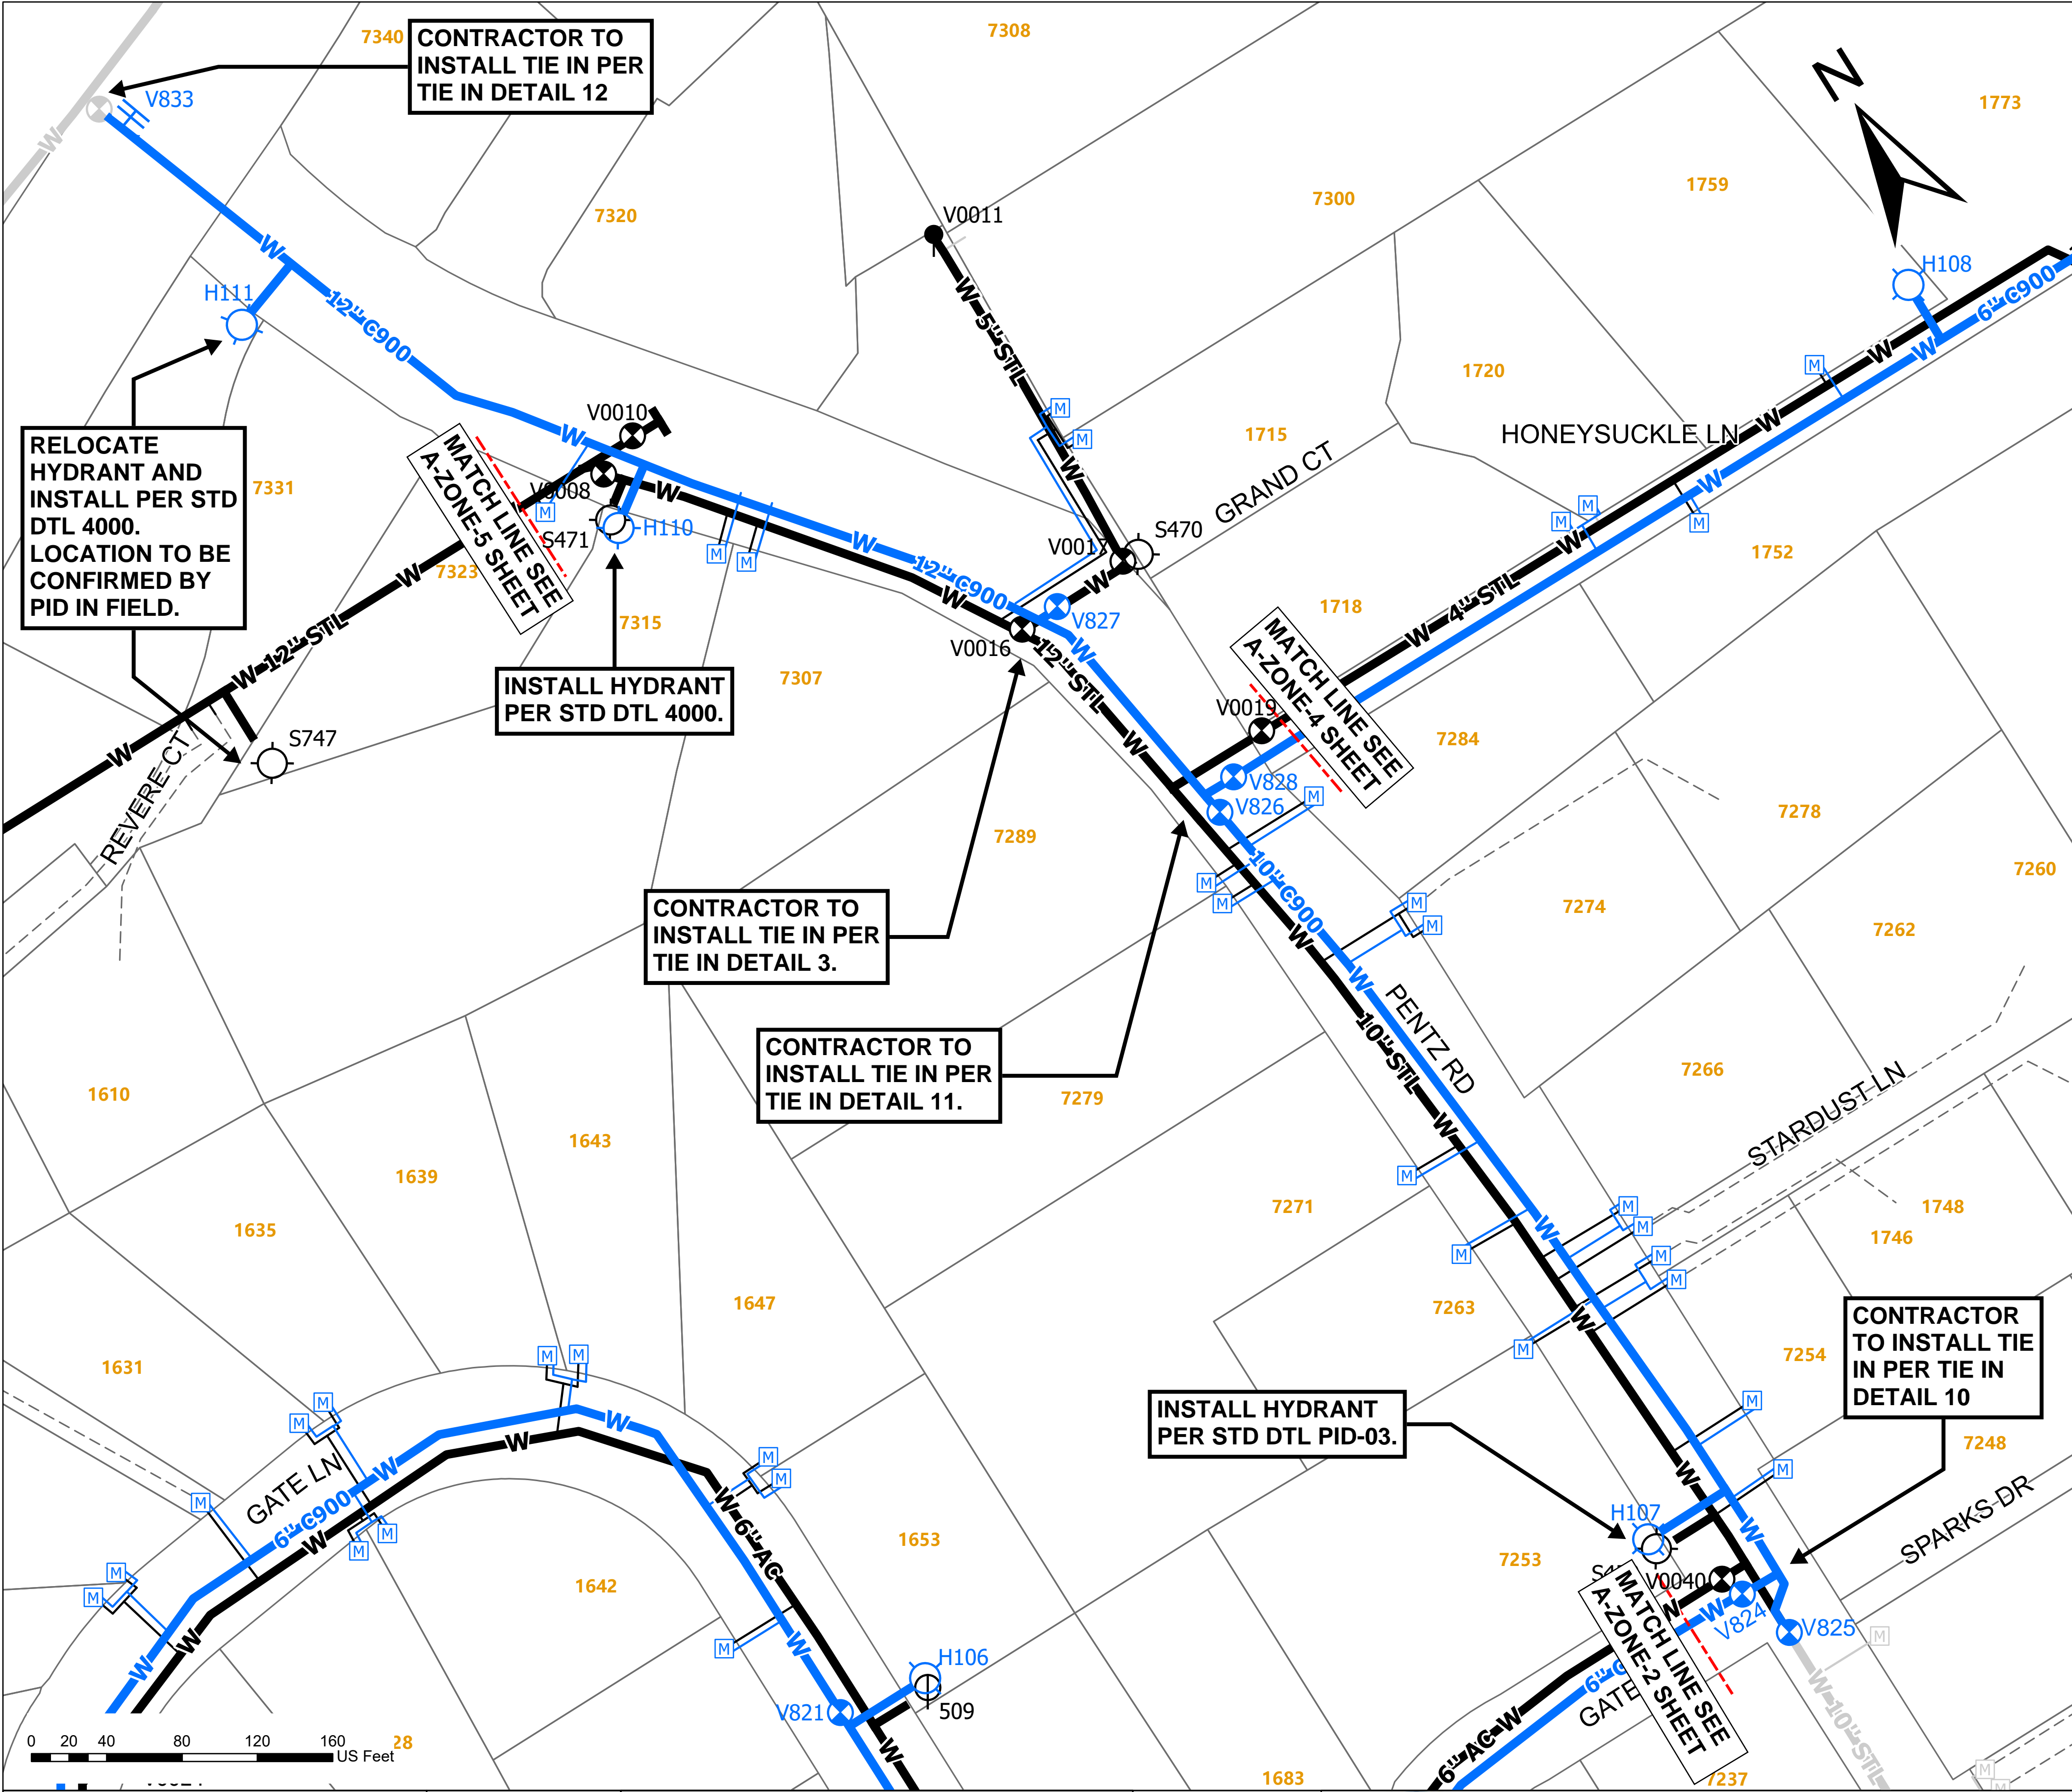 7340
CONTRACTOR TO
INSTALL TIE IN PER
TIE IN DETAIL 12
7308
N
1773
V833
W
7320
7300
1759
V0011
H108
W
H111
12" C900
W 5" STL
6" C900
W
W
1720
M
M
M
V0010
W
HONEYSUCKLE LN
W
1715
GRAND CT
RELOCATE
HYDRANT AND
INSTALL PER STD
DTL 4000.
LOCATION TO BE
CONFIRMED BY
PID IN FIELD.
7331
MATCH LINE SEE
A-ZONE-5 SHEET
W
V0008
W
W
M
M
M
M
S471
H110
M
M
W
W
V0017
S470
1752
7323
W
12" C900
W
W
4" STL
W
1718
V827
7315
V0016
W
12" STL
W 12" STL
INSTALL HYDRANT
PER STD DTL 4000.
7307
MATCH LINE SEE
A-ZONE-4 SHEET
V0019
7284
S747
W
REVERE CT
W
V828
V826
M
7278
7289
10" C900
7260
M
M
7274
M
M
CONTRACTOR TO
INSTALL TIE IN PER
TIE IN DETAIL 3.
7262
W
W
PENTZ RD
10" STL
CONTRACTOR TO
INSTALL TIE IN PER
TIE IN DETAIL 11.
7279
7266
STARDUST LN
1610
W
1643
1639
M
7271
M
M
1748
1746
1635
W
M
M
M
1647
7263
W
CONTRACTOR
TO INSTALL TIE
IN PER TIE IN
DETAIL 10
7254
M
1631
M
M
INSTALL HYDRANT
PER STD DTL PID-03.
M
M
M
W
W
7248
GATE LN
W
M
M
M
W
SPARKS DR
M
6" C900
W
W 6" AC
H107
W
1653
7253
M
M
M
M
1642
V0040
MATCH LINE SEE
A-ZONE-2 SHEET
W
V824
V825
M
W
W
M
W
H106
W 10" STL
GATE
V821
509
0 20 40 80 120 160
US Feet
28
W
6" AC W
1683
7237
M
M